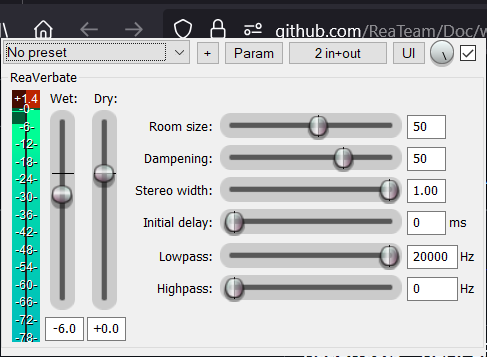 github.com/ReaTeam/Doc/w
No preset
+
Param
2 in+out
UI
ReaVerbate
+1.4
Wet:
Dry:
-0-
-6-
-12-
-18-
-24-
-30-
-36-
-42-
-48-
-54-
-60-
-66-
-72-
-78-
Room size: 50
Dampening: 50
Stereo width: 1.00
Initial delay: 0 ms
Lowpass: 20000 Hz
Highpass: 0 Hz
-6.0
+0.0